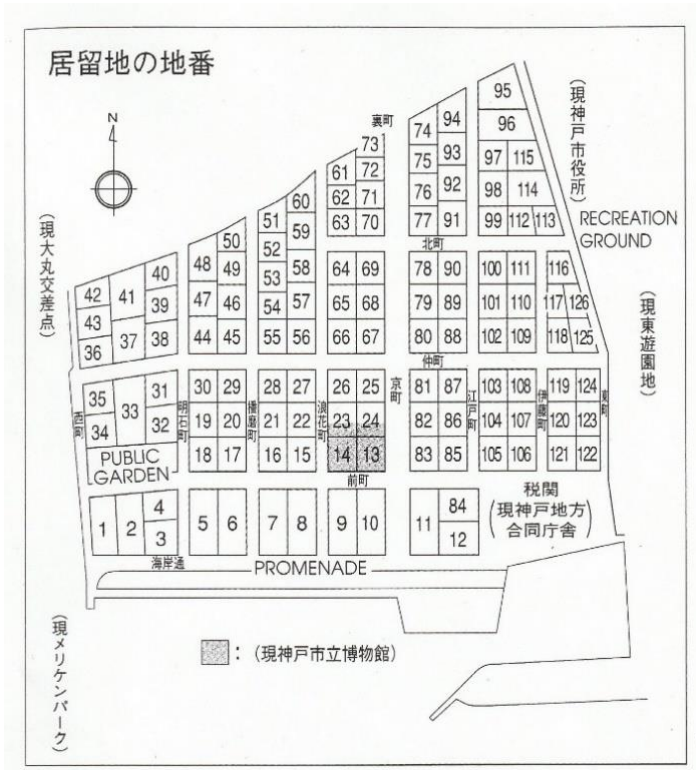 居留地の地番
N
裏町
95
96
94
74
93
73
72
75
97 115
61
62 71
76 92
98 114
63 70
77 91
99 112 113
(現神戸市役所)
RECREATION
GROUND
北町
60
51
59
52
50
(現大丸交差点)
40
48 49
53 58
64 69
78 90
100 111
116
42 41
39
47 46
54 57
65 68
79 89
101 110
117 126
43
36 37 38
44 45
55 56
66 67
80 88
102 109
118 125
(現東遊園地)
仲町
35 33 31
30 29
28 27
26 25
81 87
103 108
119 124
34 32
19 20
21 22
23 24
82 86
104 107
120 123
18 17
16 15
14 13
83 85
105 106
121 122
西町
明石町
播磨町
浪花町
京町
江戸町
伊藤町
東町
PUBLIC
GARDEN
前町
1 2 4
3
5 6
7 8
9 10
11 84
12
税関
(現神戸地方
合同庁舎)
海岸通
PROMENADE
(現メリケンパーク)
:(現神戸市立博物館)